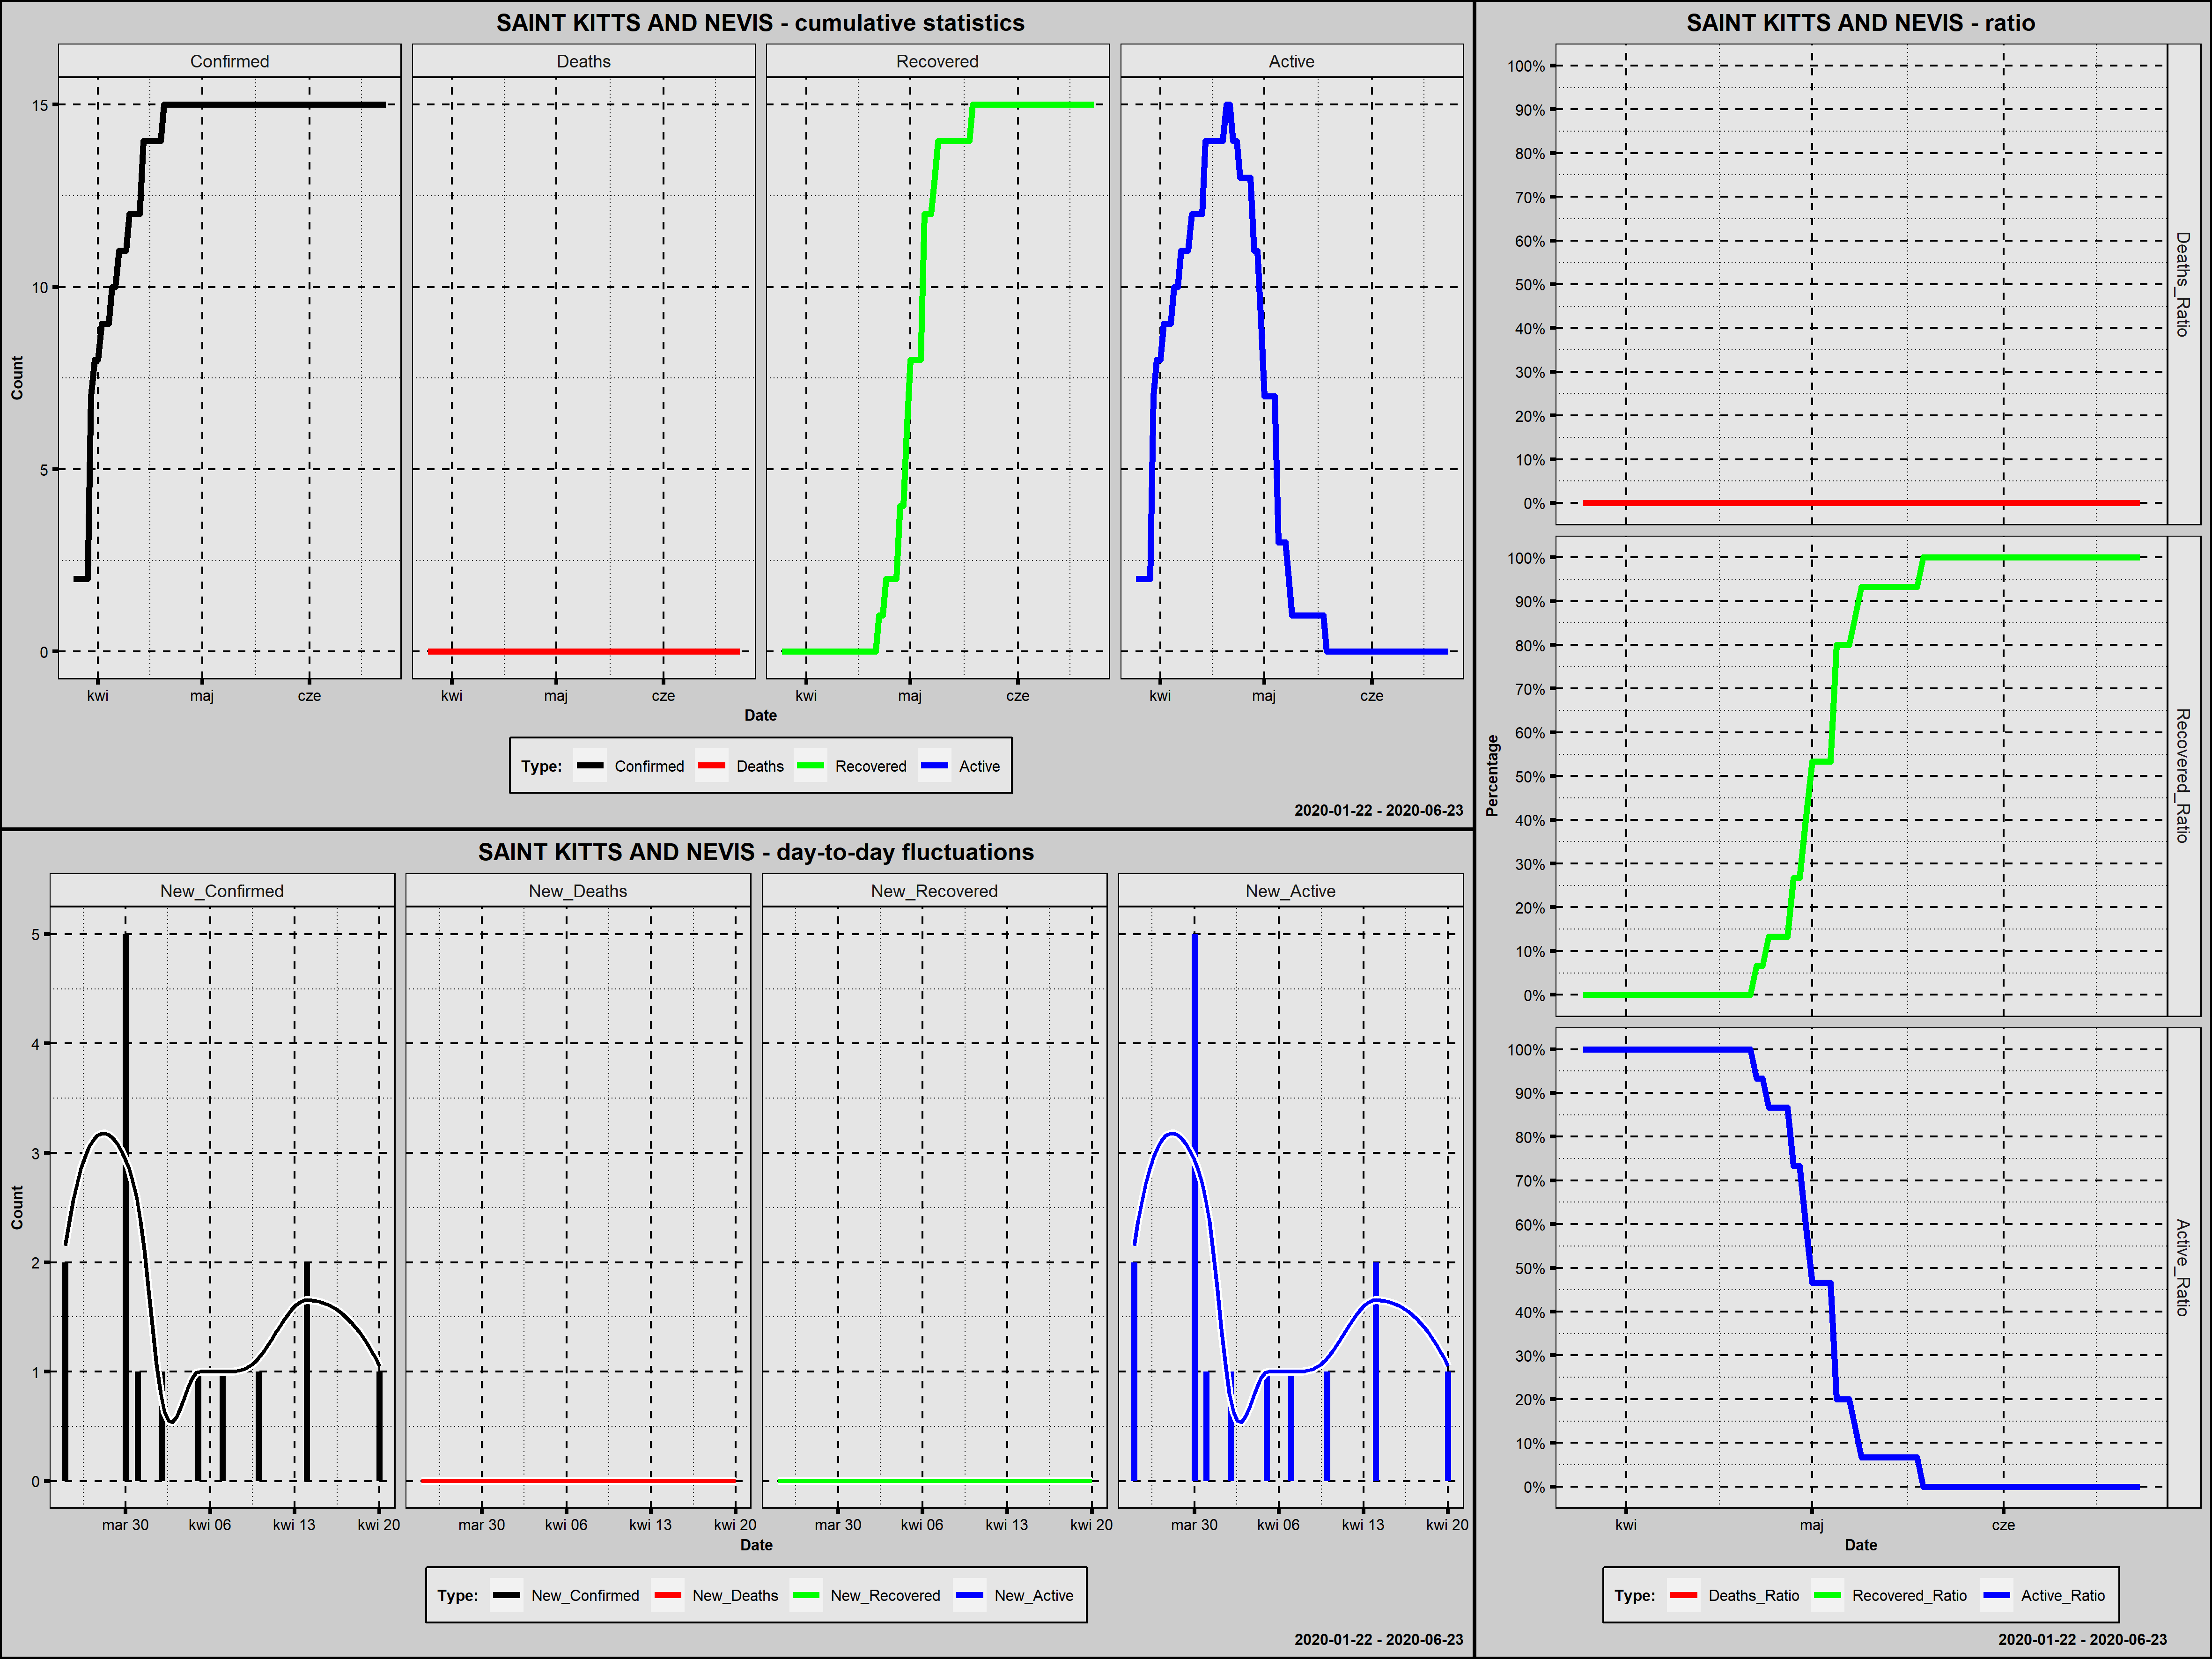 SAINT KITTS AND NEVIS - cumulative statistics
Confirmed Deaths Recovered Active
Count
15
10
5
0
kwi maj cze kwi maj cze kwi maj cze kwi maj cze
Date
Type: Confirmed Deaths Recovered Active
2020-01-22 - 2020-06-23
SAINT KITTS AND NEVIS - day-to-day fluctuations
New_Confirmed New_Deaths New_Recovered New_Active
Count
5
4
3
2
1
0
mar 30 kwi 06 kwi 13 kwi 20 mar 30 kwi 06 kwi 13 kwi 20 mar 30 kwi 06 kwi 13 kwi 20 mar 30 kwi 06 kwi 13 kwi 20
Date
Type: New_Confirmed New_Deaths New_Recovered New_Active
2020-01-22 - 2020-06-23
SAINT KITTS AND NEVIS - ratio
Percentage
100%
90%
80%
70%
60%
50%
40%
30%
20%
10%
0%
Deaths_Ratio
100%
90%
80%
70%
60%
50%
40%
30%
20%
10%
0%
Recovered_Ratio
100%
90%
80%
70%
60%
50%
40%
30%
20%
10%
0%
Active_Ratio
kwi maj cze
Date
Type: Deaths_Ratio Recovered_Ratio Active_Ratio
2020-01-22 - 2020-06-23